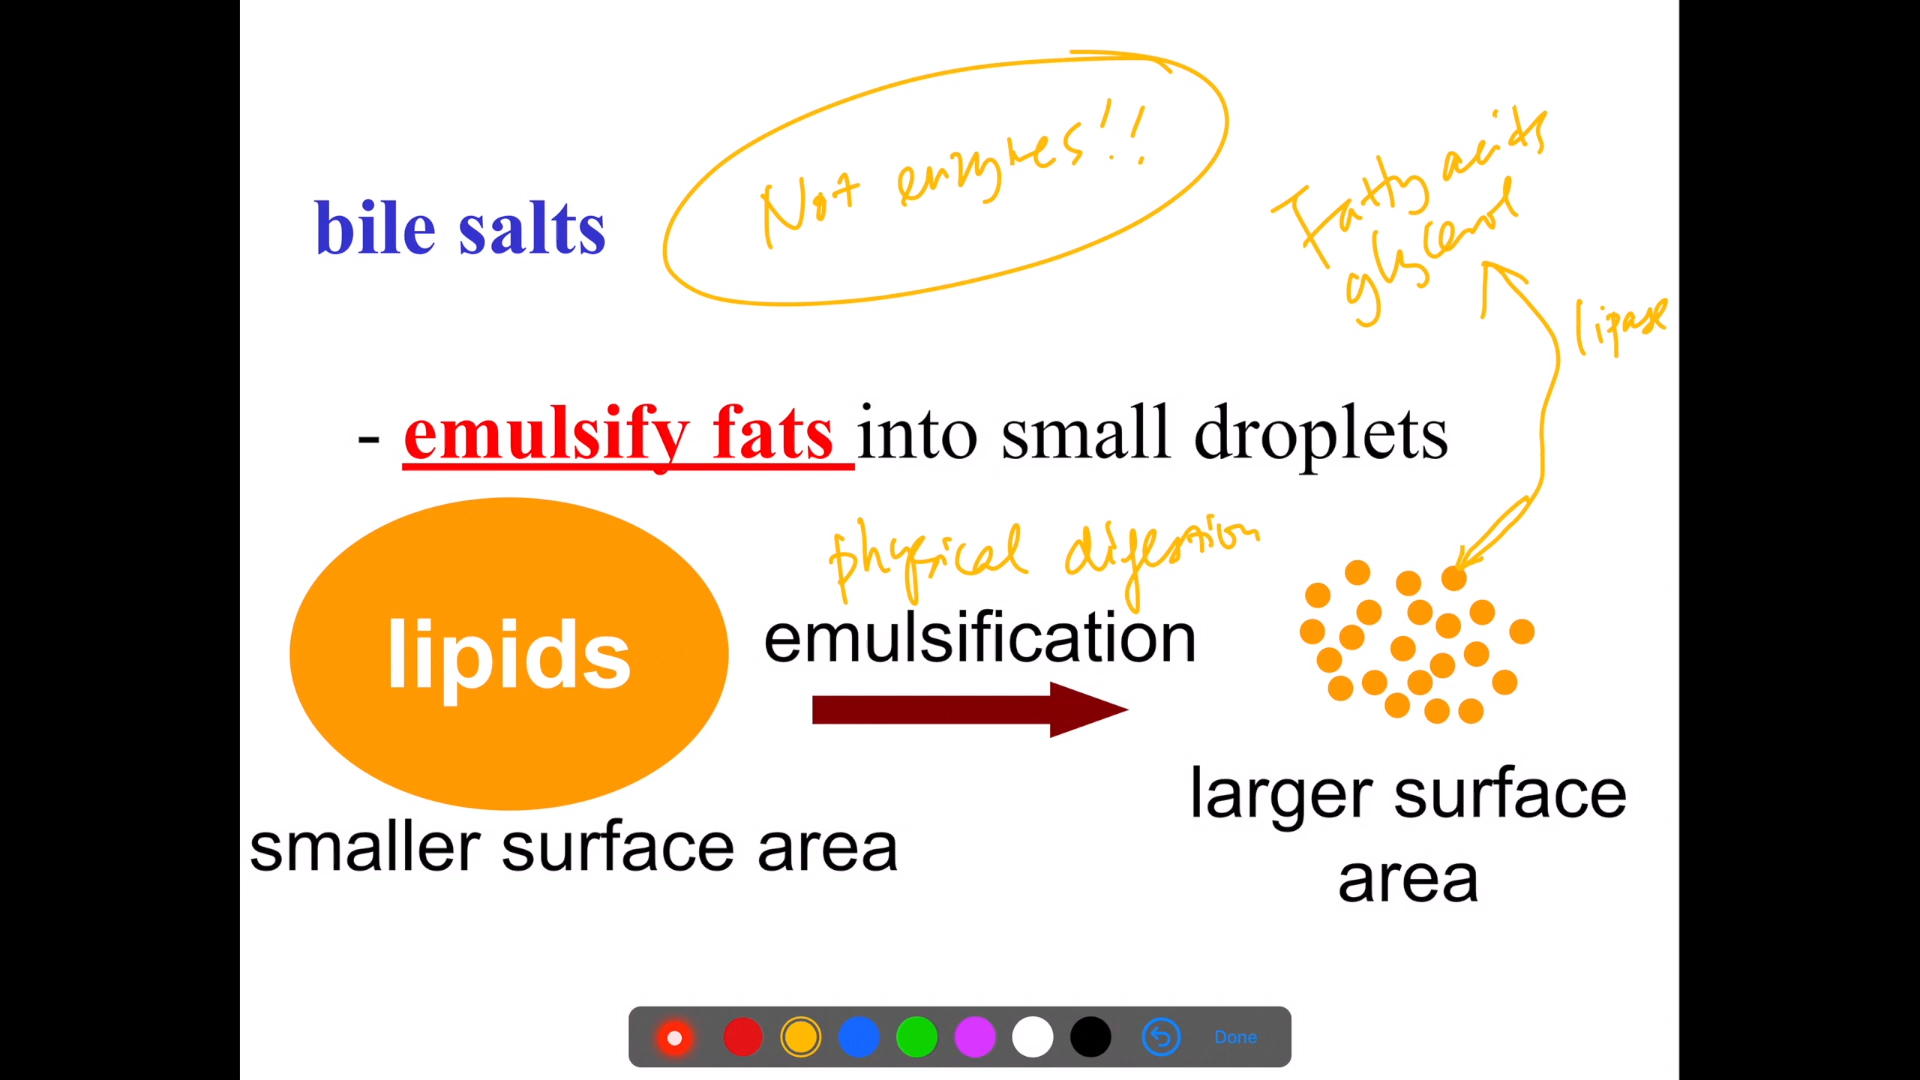 Not enzymes!!
Fatty acids
glycerol
bile salts
lipase
- emulsify fats into small droplets
physical digestion
lipids
emulsification
smaller surface area
larger surface
area
Done